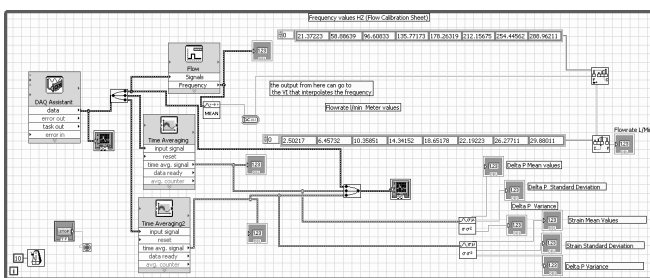 Frequency values HZ (Flow Calibration Sheet)
0 21.37223 58.88639 96.60833 135.77173 178.26319 212.15675 254.44562 288.96211
Flow
Signals
Frequency
MEAN
the output from here can go to
the VI that interpolates the frequency
Flowrate l/min Meter values
0 2.50217 6.45732 10.35851 14.34152 18.65178 22.19223 26.27711 29.88011
Flowrate L/Min
DAQ Assistant
data
error out
task out
error in
Time Averaging
input signal
reset
time avg. signal
data ready
avg. counter
Time Averaging2
input signal
reset
time avg. signal
data ready
avg. counter
Delta P Mean values
Delta P Standard Deviation
Delta P Variance
Strain Mean Values
Strain Standard Deviation
Delta P Variance
STOP
10
i